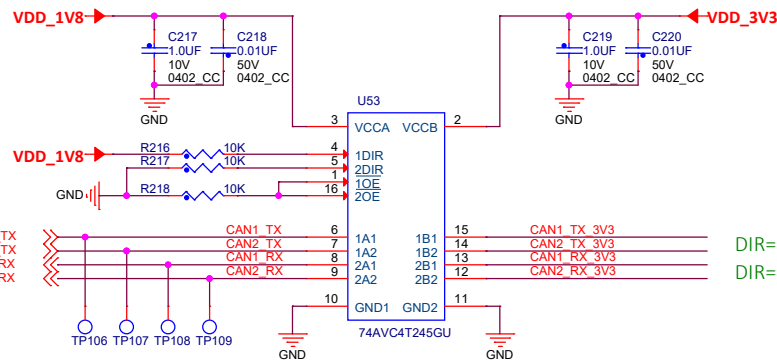 VDD_1V8
C217
1.0UF
10V
0402_CC
C218
0.01UF
50V
0402_CC
GND
VDD_3V3
C219
1.0UF
10V
0402_CC
C220
0.01UF
50V
0402_CC
GND
U53
3 VCCA VCCB 2
VDD_1V8
R216 10K 4 1DIR
R217 10K 5 2DIR
1 1OE
GND R218 10K 16 2OE
TX CAN1_TX 6 1A1 1B1 15 CAN1_TX_3V3
TX CAN2_TX 7 1A2 1B2 14 CAN2_TX_3V3 DIR=
RX CAN1_RX 8 2A1 2B1 13 CAN1_RX_3V3
RX CAN2_RX 9 2A2 2B2 12 CAN2_RX_3V3 DIR=
10 GND1 GND2 11
TP106 TP107 TP108 TP109
GND
74AVC4T245GU
GND